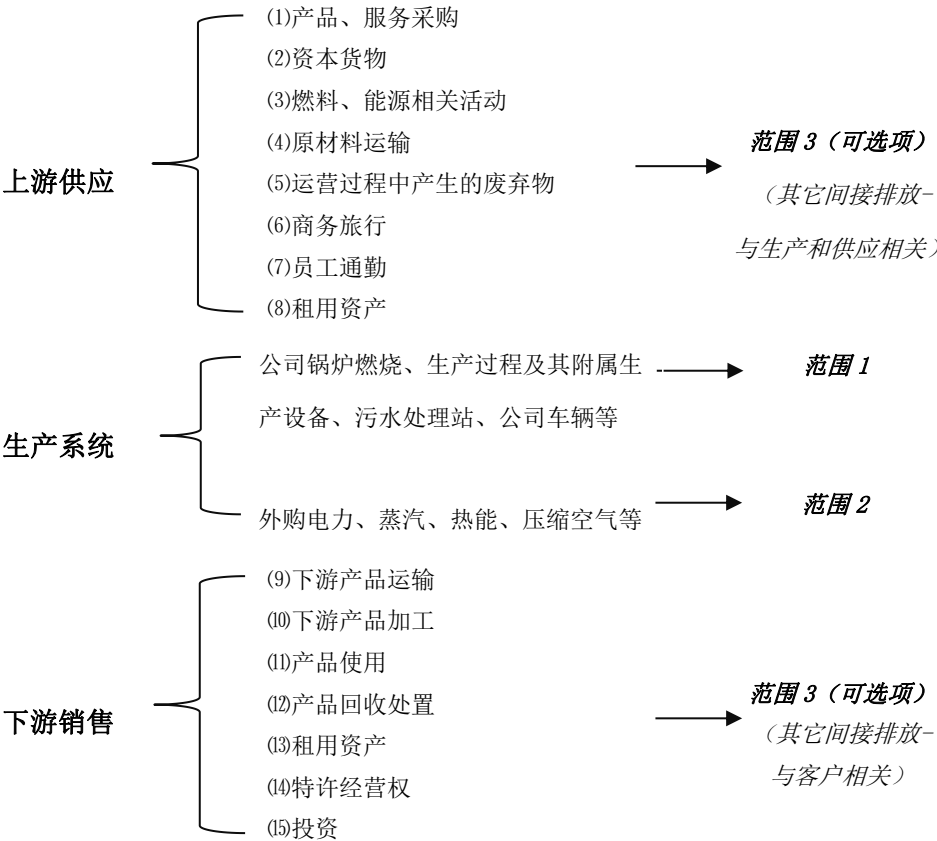 上游供应
⑴产品、服务采购
⑵资本货物
⑶燃料、能源相关活动
⑷原材料运输
⑸运营过程中产生的废弃物
⑹商务旅行
⑺员工通勤
⑻租用资产
范围 3（可选项）
（其它间接排放-
与生产和供应相关）
生产系统
公司锅炉燃烧、生产过程及其附属生
产设备、污水处理站、公司车辆等
范围 1
外购电力、蒸汽、热能、压缩空气等
范围 2
下游销售
⑼下游产品运输
⑽下游产品加工
⑾产品使用
⑿产品回收处置
⒀租用资产
⒁特许经营权
⒂投资
范围 3（可选项）
（其它间接排放-
与客户相关）